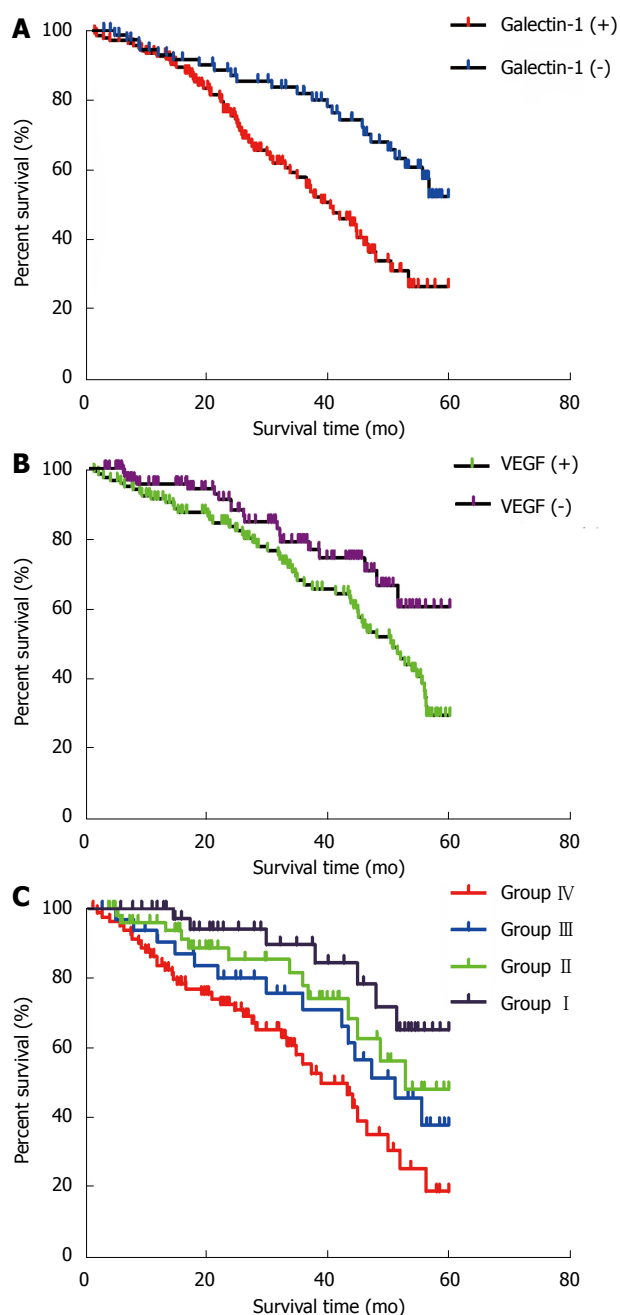 A
Galectin-1 (+)
Galectin-1 (-)
Percent survival (%)
100
80
60
40
20
0
0 20 40 60 80
Survival time (mo)
B
VEGF (+)
VEGF (-)
Percent survival (%)
100
80
60
40
20
0
0 20 40 60 80
Survival time (mo)
C
Group Ⅳ
Group Ⅲ
Group Ⅱ
Group Ⅰ
Percent survival (%)
100
80
60
40
20
0
0 20 40 60 80
Survival time (mo)